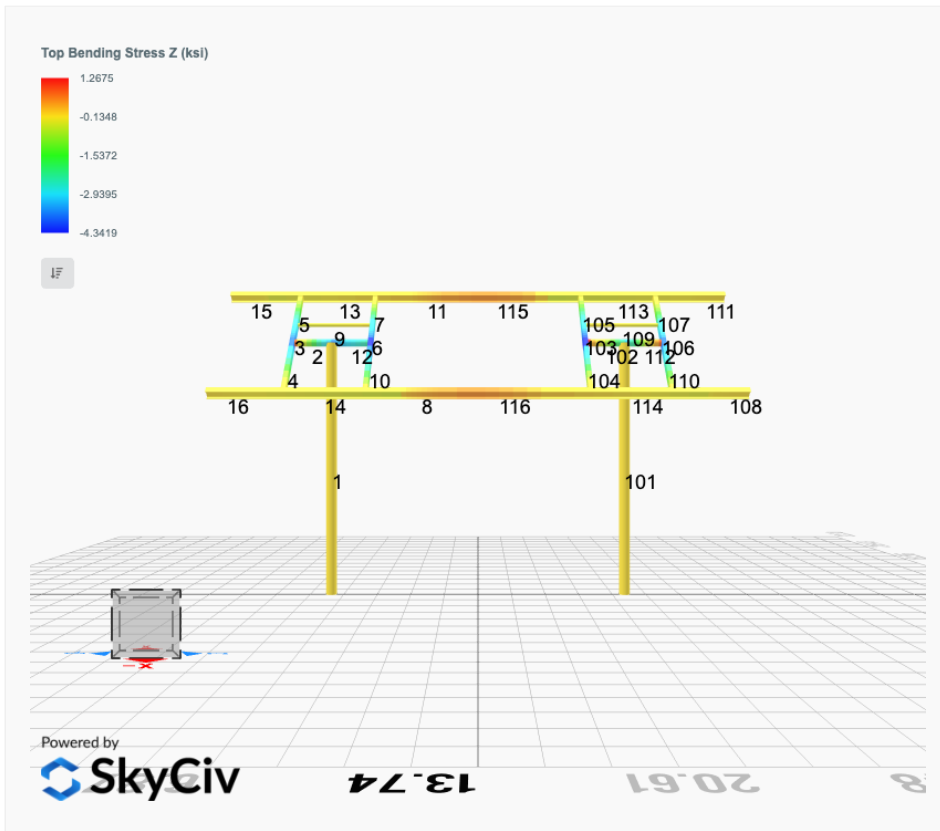 Top Bending Stress Z (ksi)
1.2675
-0.1348
-1.5372
-2.9395
-4.3419
15 13 11 115 113 111
5 7 105 107
3 9 6 103 109 106
2 12 102 112
4 10 104 110
16 14 8 116 114 108
1 101
-X
Powered by
SkyCiv
13.74 20.61